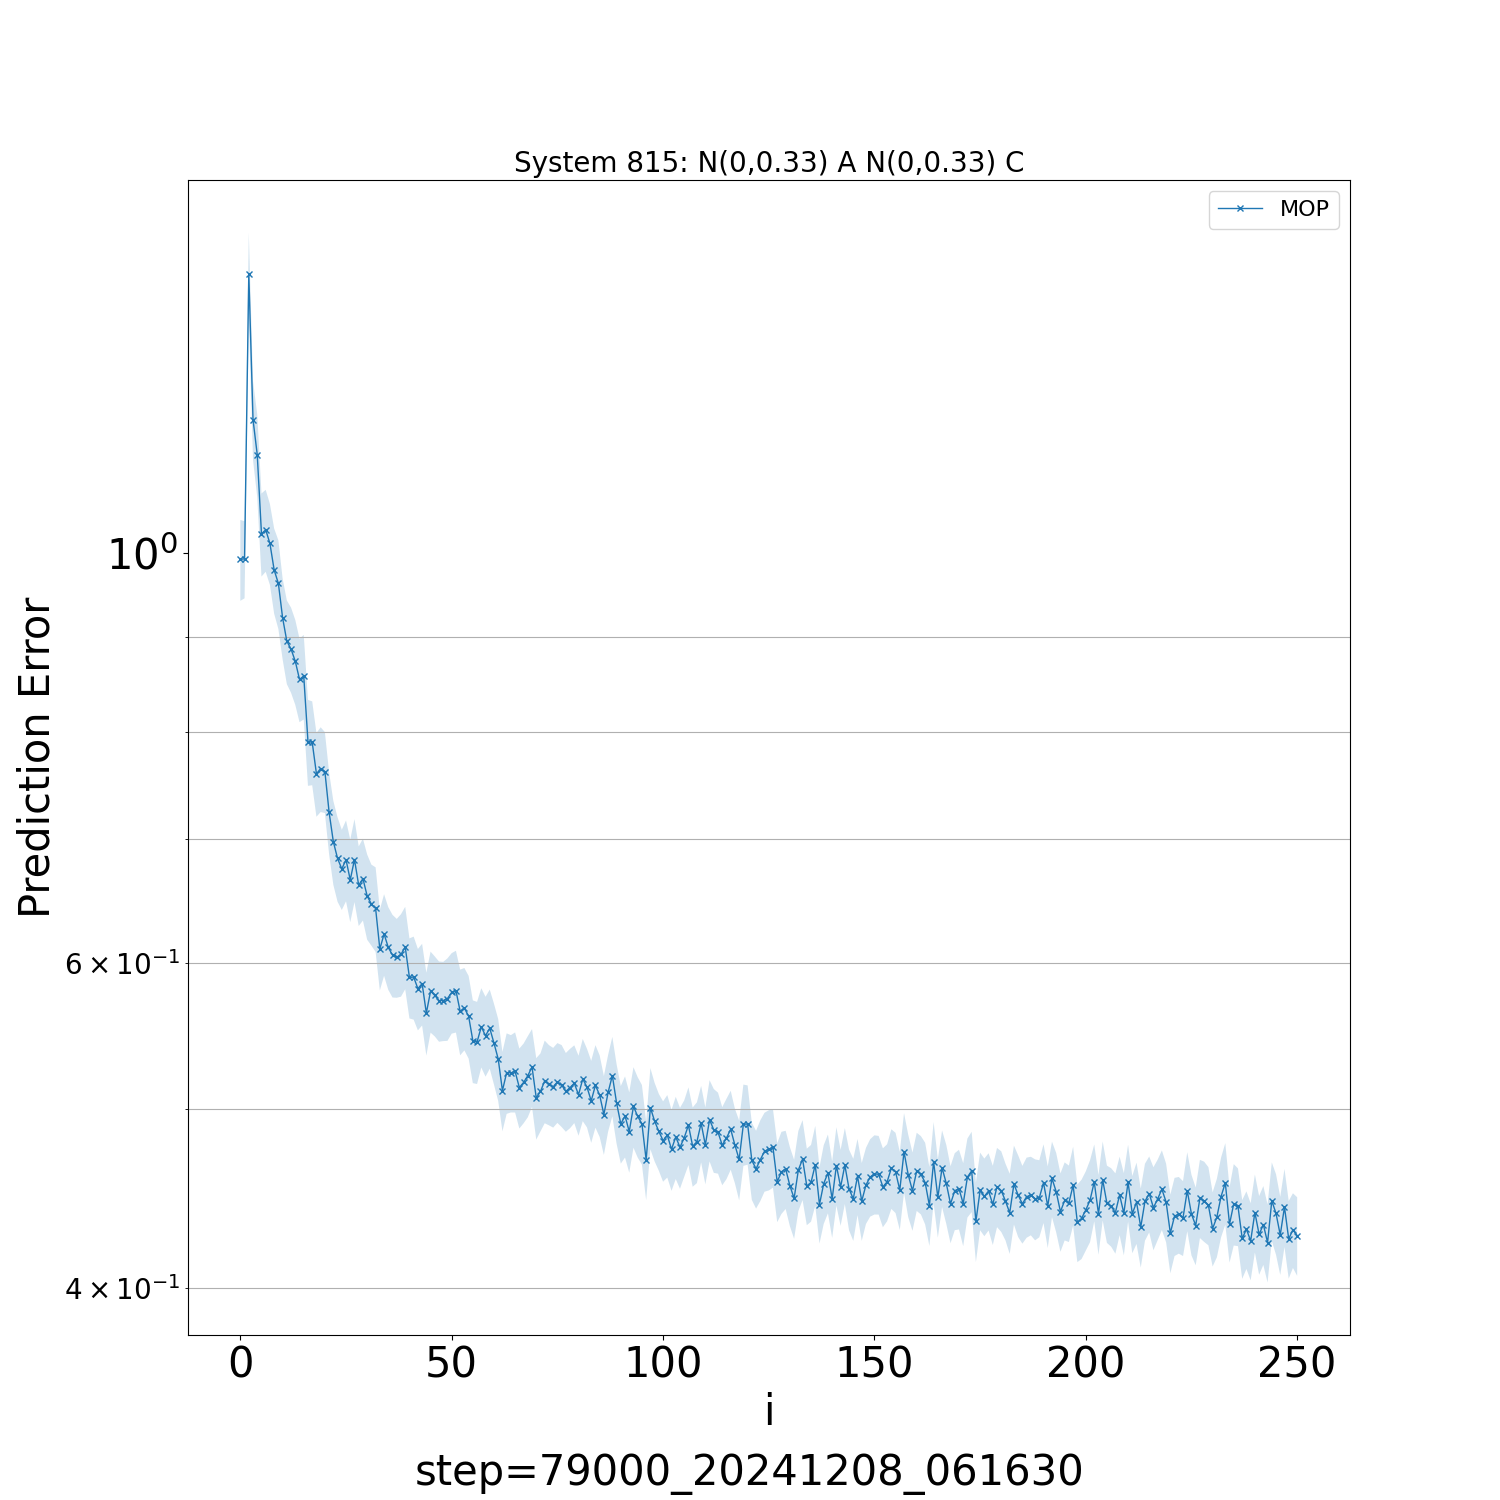 System 815: N(0,0.33) A N(0,0.33) C
MOP
Prediction Error
10⁰
6 × 10⁻¹
4 × 10⁻¹
0 50 100 150 200 250
i
step=79000_20241208_061630